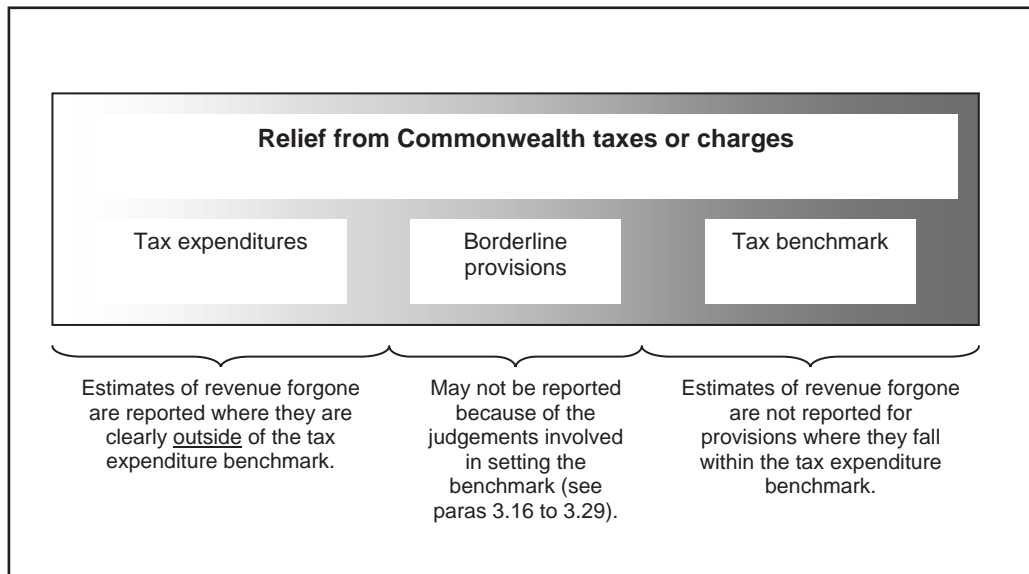 Relief from Commonwealth taxes or charges
Tax expenditures
Borderline
provisions
Tax benchmark
Estimates of revenue forgone
are reported where they are
clearly outside of the tax
expenditure benchmark.
May not be reported
because of the
judgements involved
in setting the
benchmark (see
paras 3.16 to 3.29).
Estimates of revenue forgone
are not reported for
provisions where they fall
within the tax expenditure
benchmark.